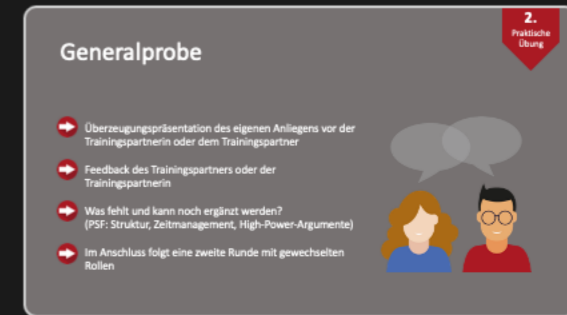 2.
Praktische
Übung
Generalprobe
Überzeugungspräsentation des eigenen Anliegens vor der
Trainingspartnerin oder dem Trainingspartner
Feedback des Trainingspartners oder der
Trainingspartnerin
Was fehlt und kann noch ergänzt werden?
(PSF: Struktur, Zeitmanagement, High-Power-Argumente)
Im Anschluss folgt eine zweite Runde mit gewechselten
Rollen